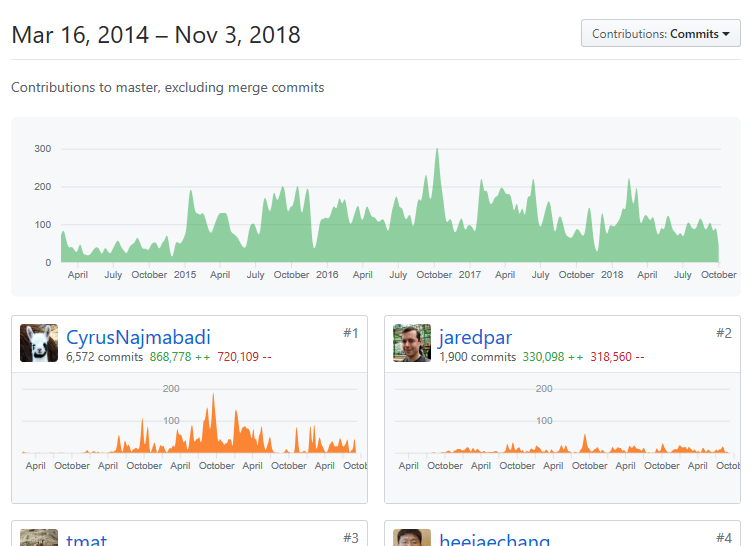 Mar 16, 2014 – Nov 3, 2018
Contributions: Commits
Contributions to master, excluding merge commits
300
200
100
0
April July October 2015 April July October 2016 April July October 2017 April July October 2018 April July October
CyrusNajmabadi #1
6,572 commits 868,778 ++ 720,109 --
200
100
April October April October April October April October April Octob
jaredpar #2
1,900 commits 330,098 ++ 318,560 --
200
100
April October April October April October April October April October
tmat #3
heejaechang #4